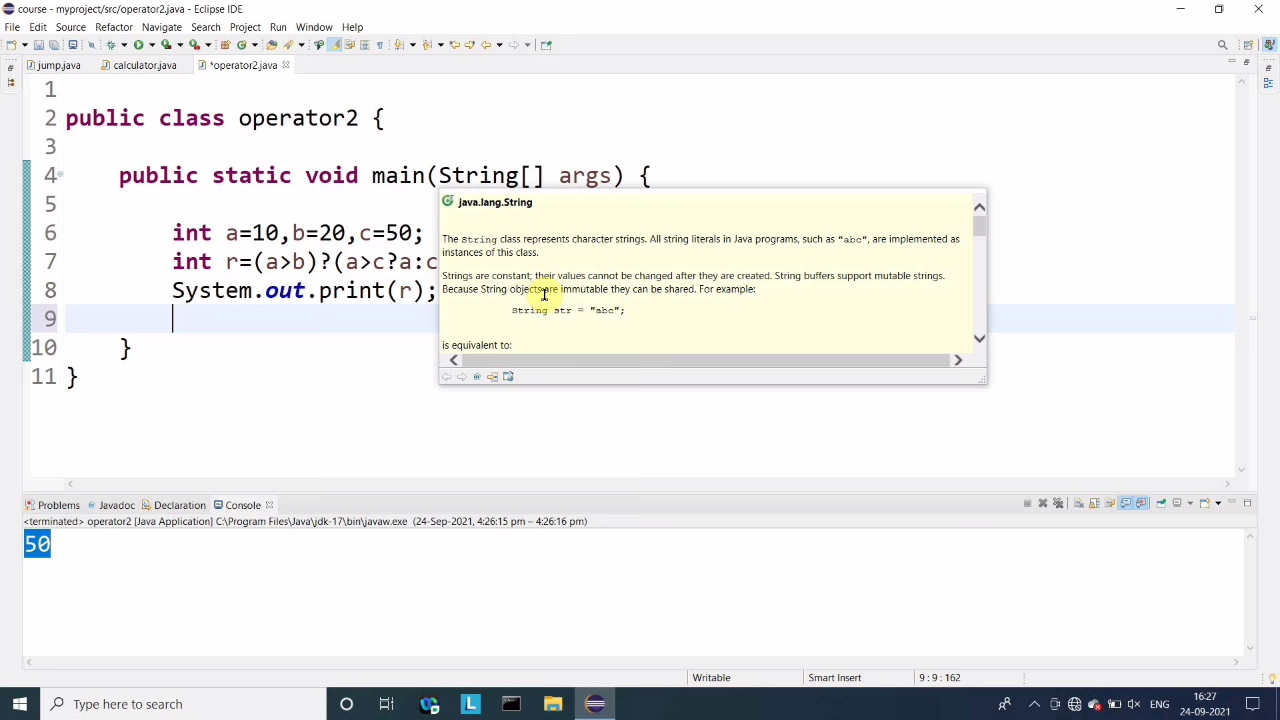 course - myproject/src/operator2.java - Eclipse IDE
File Edit Source Refactor Navigate Search Project Run Window Help
jump.java calculator.java *operator2.java
1
2 public class operator2 {
3
4 public static void main(String[] args) {
5
6 int a=10,b=20,c=50;
7 int r=(a>b)?(a>c?a:c
8 System.out.print(r);
9
10 }
11 }
java.lang.String
The String class represents character strings. All string literals in Java programs, such as "abc", are implemented as
instances of this class.
Strings are constant; their values cannot be changed after they are created. String buffers support mutable strings.
Because String objects are immutable they can be shared. For example:
String str = "abc";
is equivalent to:
Problems Javadoc Declaration Console
<terminated> operator2 [Java Application] C:\Program Files\Java\jdk-17\bin\javaw.exe (24-Sep-2021, 4:26:15 pm – 4:26:16 pm)
50
Writable Smart Insert 9 : 9 : 162
Type here to search
ENG
16:27
24-09-2021